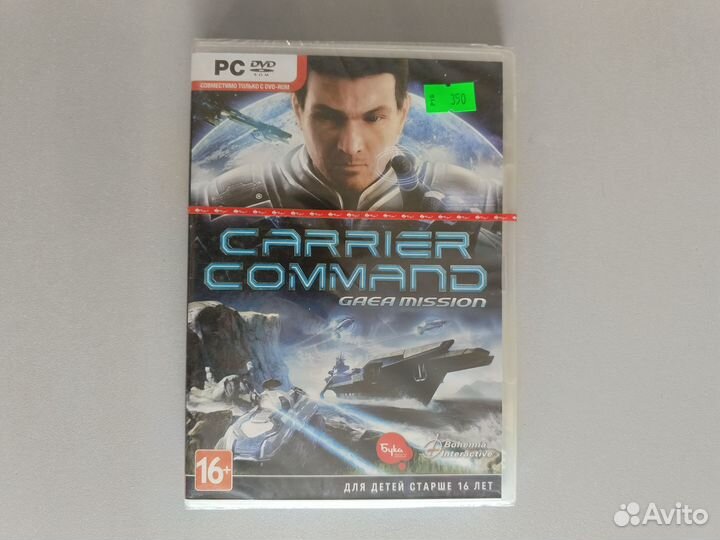 PC DVD
ROM
СОВМЕСТИМО ТОЛЬКО С DVD-ROM
РУБ 350
CARRIER
COMMAND
GAEA MISSION
Бука
Bohemia
Interactive
16+
ДЛЯ ДЕТЕЙ СТАРШЕ 16 ЛЕТ
Avito